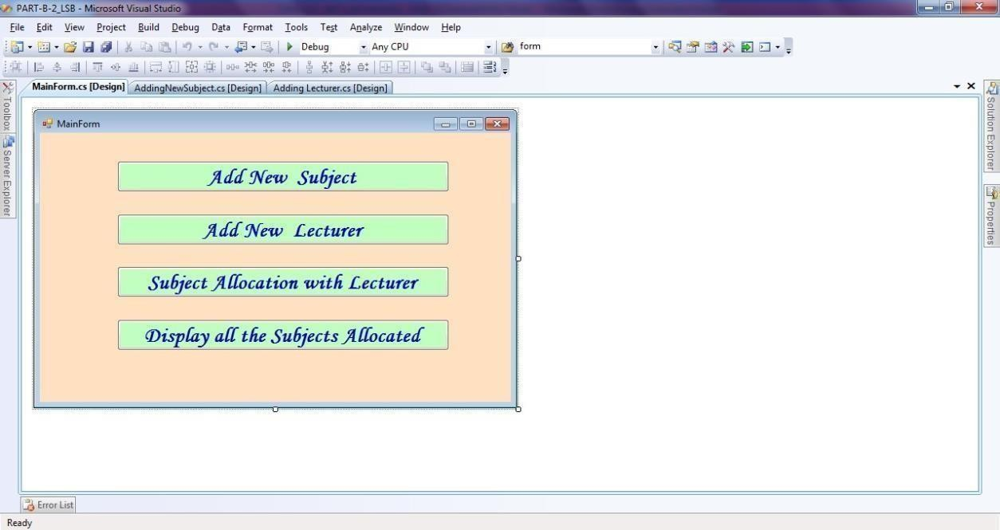 PART-B-2_LSB - Microsoft Visual Studio
File Edit View Project Build Debug Data Format Tools Test Analyze Window Help
Debug Any CPU form
MainForm.cs [Design] AddingNewSubject.cs [Design] Adding Lecturer.cs [Design]
Toolbox
Server Explorer
MainForm
Add New Subject
Add New Lecturer
Subject Allocation with Lecturer
Display all the Subjects Allocated
Solution Explorer
Properties
Error List
Ready